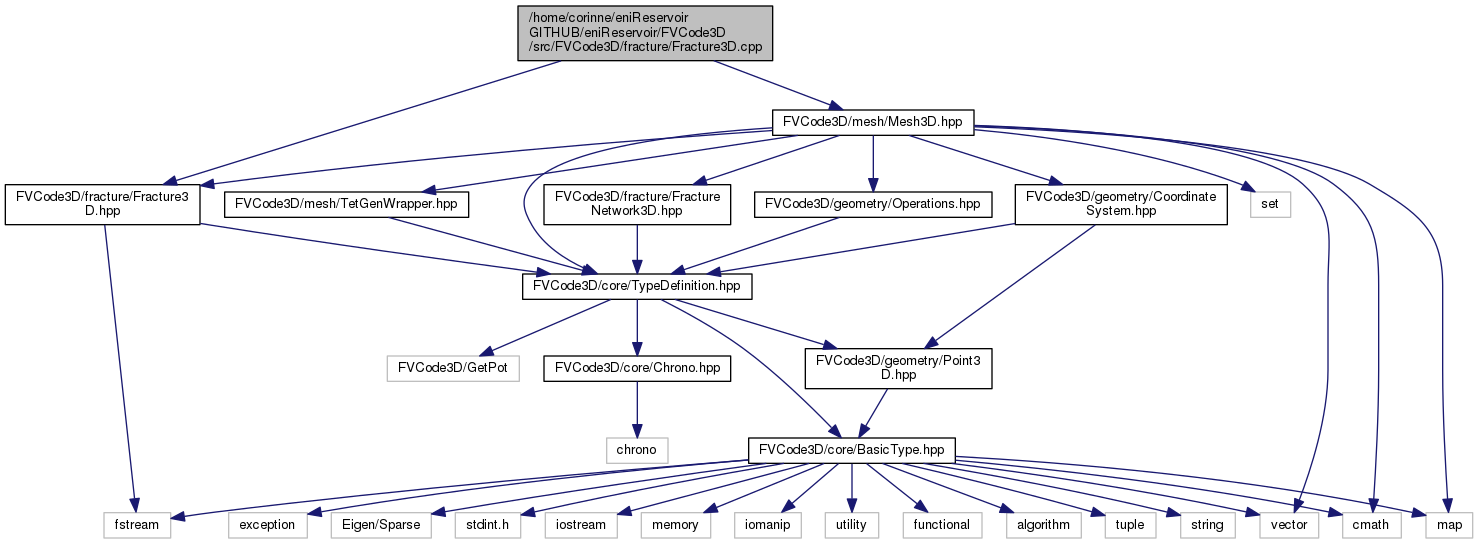 /home/corinne/eniReservoir
GITHUB/eniReservoir/FVCode3D
/src/FVCode3D/fracture/Fracture3D.cpp
FVCode3D/mesh/Mesh3D.hpp
FVCode3D/fracture/Fracture3
D.hpp
FVCode3D/mesh/TetGenWrapper.hpp
FVCode3D/fracture/Fracture
Network3D.hpp
FVCode3D/geometry/Operations.hpp
FVCode3D/geometry/Coordinate
System.hpp
set
FVCode3D/core/TypeDefinition.hpp
FVCode3D/GetPot
FVCode3D/core/Chrono.hpp
FVCode3D/geometry/Point3
D.hpp
chrono
FVCode3D/core/BasicType.hpp
fstream
exception
Eigen/Sparse
stdint.h
iostream
memory
iomanip
utility
functional
algorithm
tuple
string
vector
cmath
map